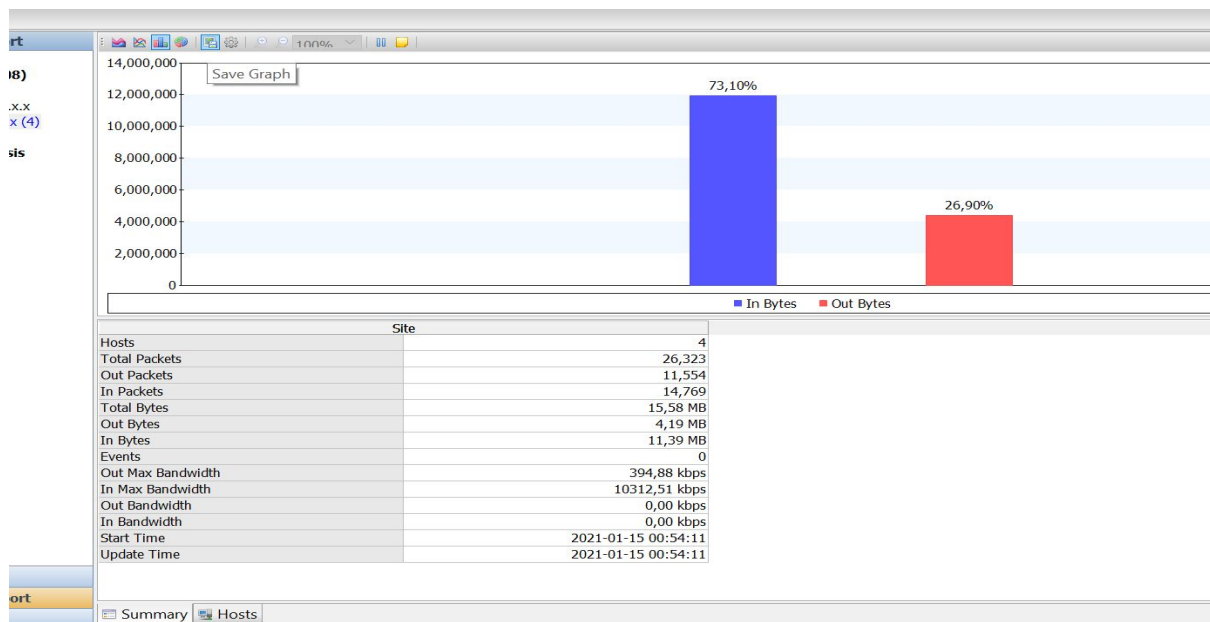 rt
100%
Save Graph
14,000,000
12,000,000
10,000,000
8,000,000
6,000,000
4,000,000
2,000,000
0
73,10%
26,90%
In Bytes Out Bytes
)8)
.x.x
x (4)
sis
Site
Hosts 4
Total Packets 26,323
Out Packets 11,554
In Packets 14,769
Total Bytes 15,58 MB
Out Bytes 4,19 MB
In Bytes 11,39 MB
Events 0
Out Max Bandwidth 394,88 kbps
In Max Bandwidth 10312,51 kbps
Out Bandwidth 0,00 kbps
In Bandwidth 0,00 kbps
Start Time 2021-01-15 00:54:11
Update Time 2021-01-15 00:54:11
ort
Summary Hosts